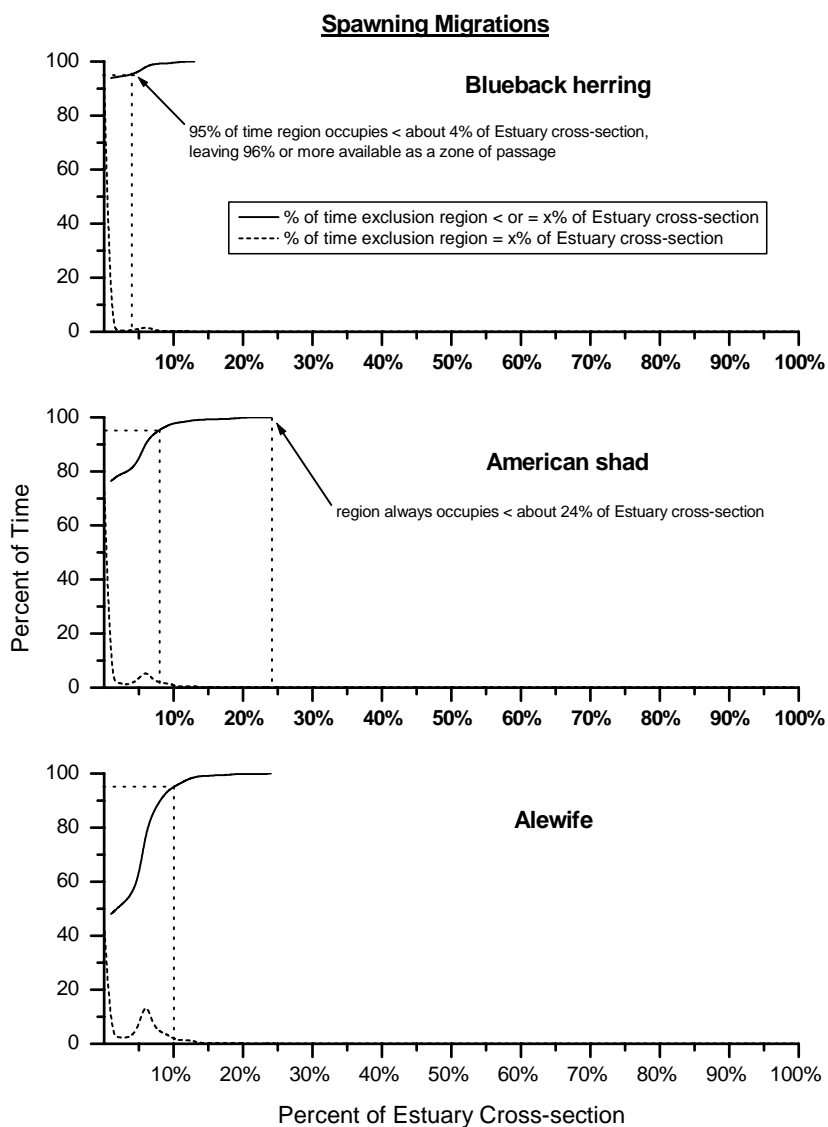 Spawning Migrations
100
80
60
40
20
0
Blueback herring
95% of time region occupies < about 4% of Estuary cross-section,
leaving 96% or more available as a zone of passage
% of time exclusion region < or = x% of Estuary cross-section
% of time exclusion region = x% of Estuary cross-section
10% 20% 30% 40% 50% 60% 70% 80% 90% 100%
Percent of Time
100
80
60
40
20
0
American shad
region always occupies < about 24% of Estuary cross-section
10% 20% 30% 40% 50% 60% 70% 80% 90% 100%
100
80
60
40
20
0
Alewife
10% 20% 30% 40% 50% 60% 70% 80% 90% 100%
Percent of Estuary Cross-section